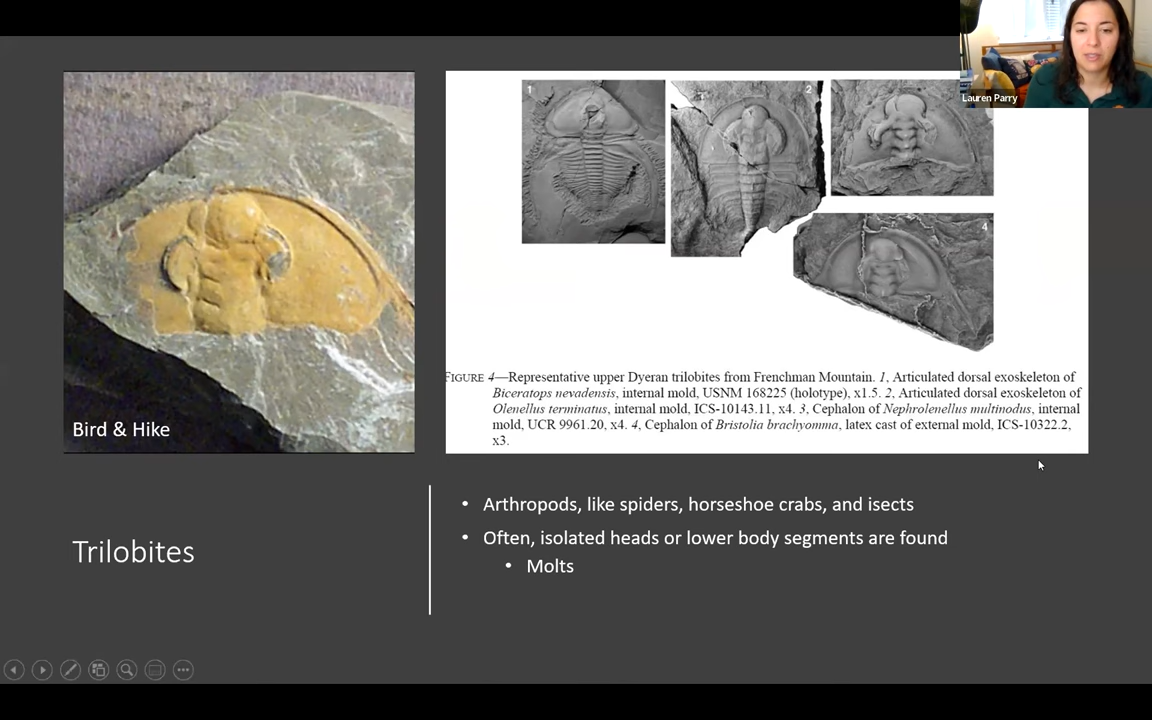 Lauren Parry
1
2
4
Bird & Hike
FIGURE 4—Representative upper Dyeran trilobites from Frenchman Mountain. 1, Articulated dorsal exoskeleton of
Biceratops nevadensis, internal mold, USNM 168225 (holotype), x1.5. 2, Articulated dorsal exoskeleton of
Olenellus terminatus, internal mold, ICS-10143.11, x4. 3, Cephalon of Nephrolenellus multinodus, internal
mold, UCR 9961.20, x4. 4, Cephalon of Bristolia brachyomma, latex cast of external mold, ICS-10322.2,
x3.
Trilobites
• Arthropods, like spiders, horseshoe crabs, and isects
• Often, isolated heads or lower body segments are found
• Molts